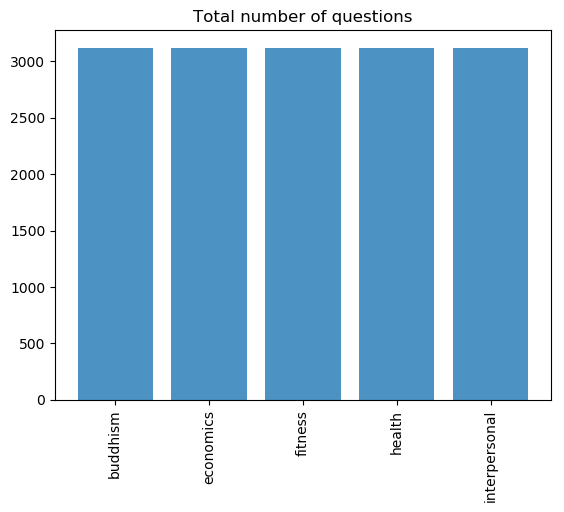 Total number of questions
3000
2500
2000
1500
1000
500
0
buddhism
economics
fitness
health
interpersonal